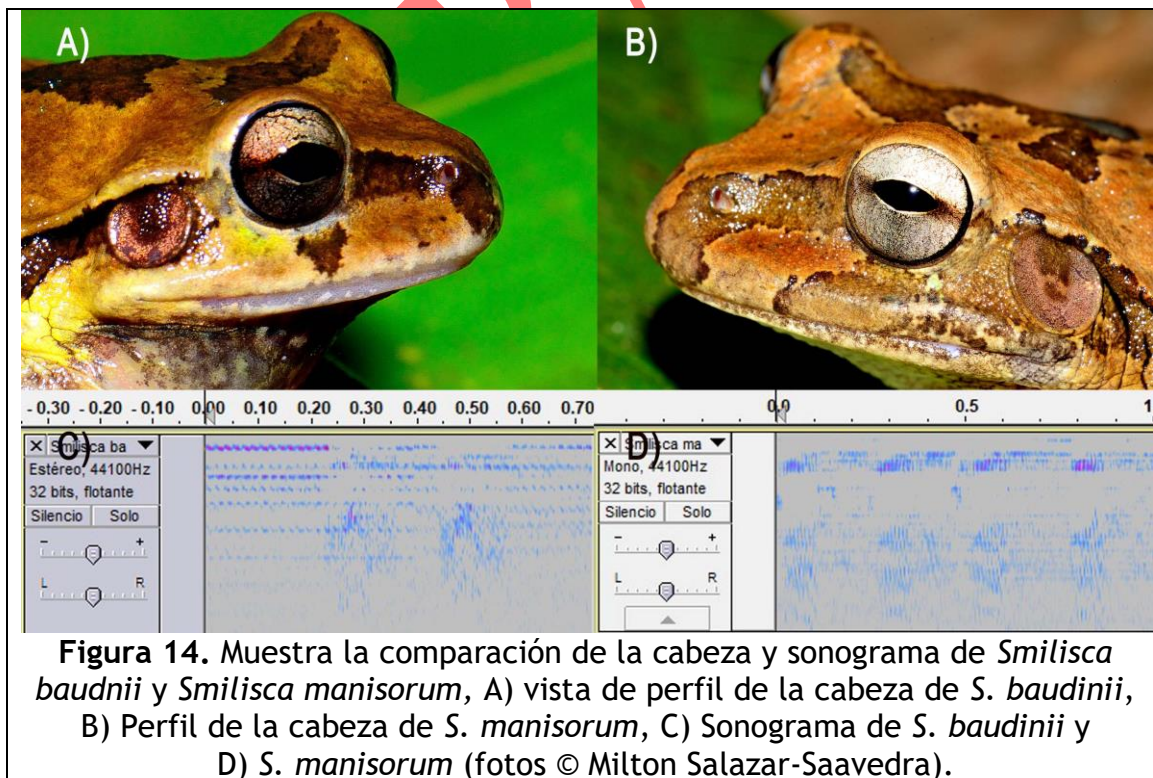 A)
B)
- 0.30 - 0.20 - 0.10 0,00 0.10 0.20 0.30 0.40 0.50 0.60 0.70
0,0 0.5 1
C)
X Smilisca ba
Estéreo, 44100Hz
32 bits, flotante
Silencio Solo
- +
L R
D)
X Smilisca ma
Mono, 44100Hz
32 bits, flotante
Silencio Solo
- +
L R
Figura 14. Muestra la comparación de la cabeza y sonograma de Smilisca
baudnii y Smilisca manisorum, A) vista de perfil de la cabeza de S. baudinii,
B) Perfil de la cabeza de S. manisorum, C) Sonograma de S. baudinii y
D) S. manisorum (fotos © Milton Salazar-Saavedra).